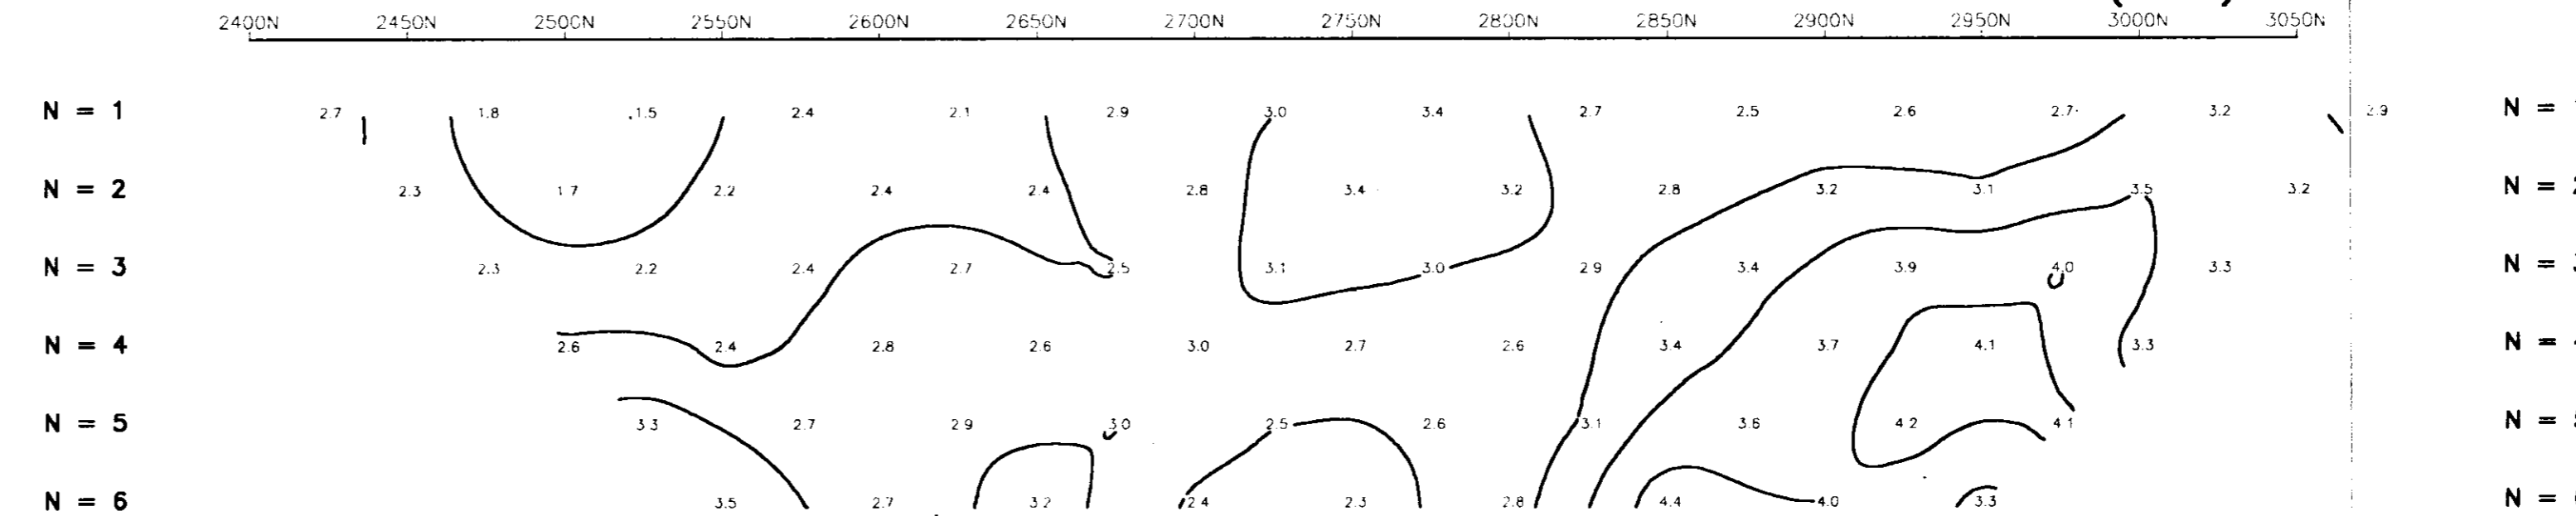 2400N 2450N 2500N 2550N 2600N 2650N 2700N 2750N 2800N 2850N 2900N 2950N 3000N 3050N
N = 1 2.7 1.8 1.5 2.4 2.1 2.9 3.0 3.4 2.7 2.5 2.6 2.7 3.2 2.9 N =
N = 2 2.3 1.7 2.2 2.4 2.4 2.8 3.4 3.2 2.8 3.2 3.1 3.5 3.2 N =
N = 3 2.3 2.2 2.4 2.7 2.5 3.1 3.0 2.9 3.4 3.9 4.0 3.3 N =
N = 4 2.6 2.4 2.8 2.6 3.0 2.7 2.6 3.4 3.7 4.1 3.3 N =
N = 5 3.3 2.7 2.9 3.0 2.5 2.6 3.1 3.6 4.2 4.1 N =
N = 6 3.5 2.7 3.2 2.4 2.3 2.8 4.4 4.0 3.3 N =